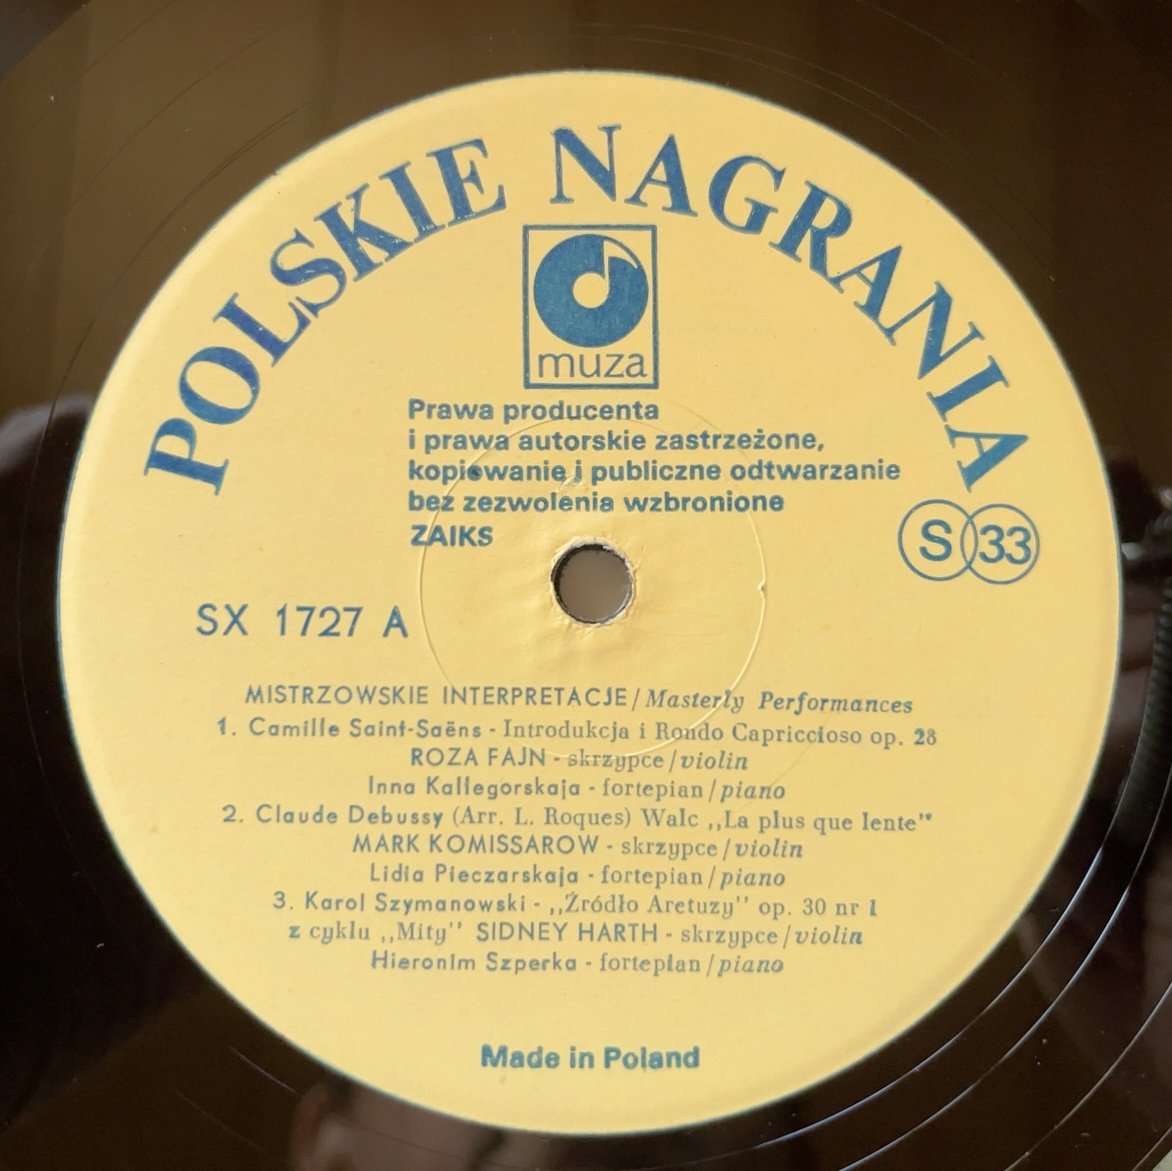 POLSKIE NAGRANIA
muza
Prawa producenta
i prawa autorskie zastrzeżone,
kopiowanie i publiczne odtwarzanie
bez zezwolenia wzbronione
ZAIKS
S 33
SX 1727 A
MISTRZOWSKIE INTERPRETACJE / Masterly Performances
1. Camille Saint-Saëns - Introdukcja i Rondo Capriccioso op. 28
ROZA FAJN - skrzypce / violin
Inna Kallegorskaja - fortepian / piano
2. Claude Debussy (Arr. L. Roques) Walc ,,La plus que lente"
MARK KOMISSAROW - skrzypce / violin
Lidia Pieczarskaja - fortepian / piano
3. Karol Szymanowski - ,,Źródło Aretuzy" op. 30 nr 1
z cyklu ,,Mity" SIDNEY HARTH - skrzypce / violin
Hieronim Szperka - fortepian / piano
Made in Poland